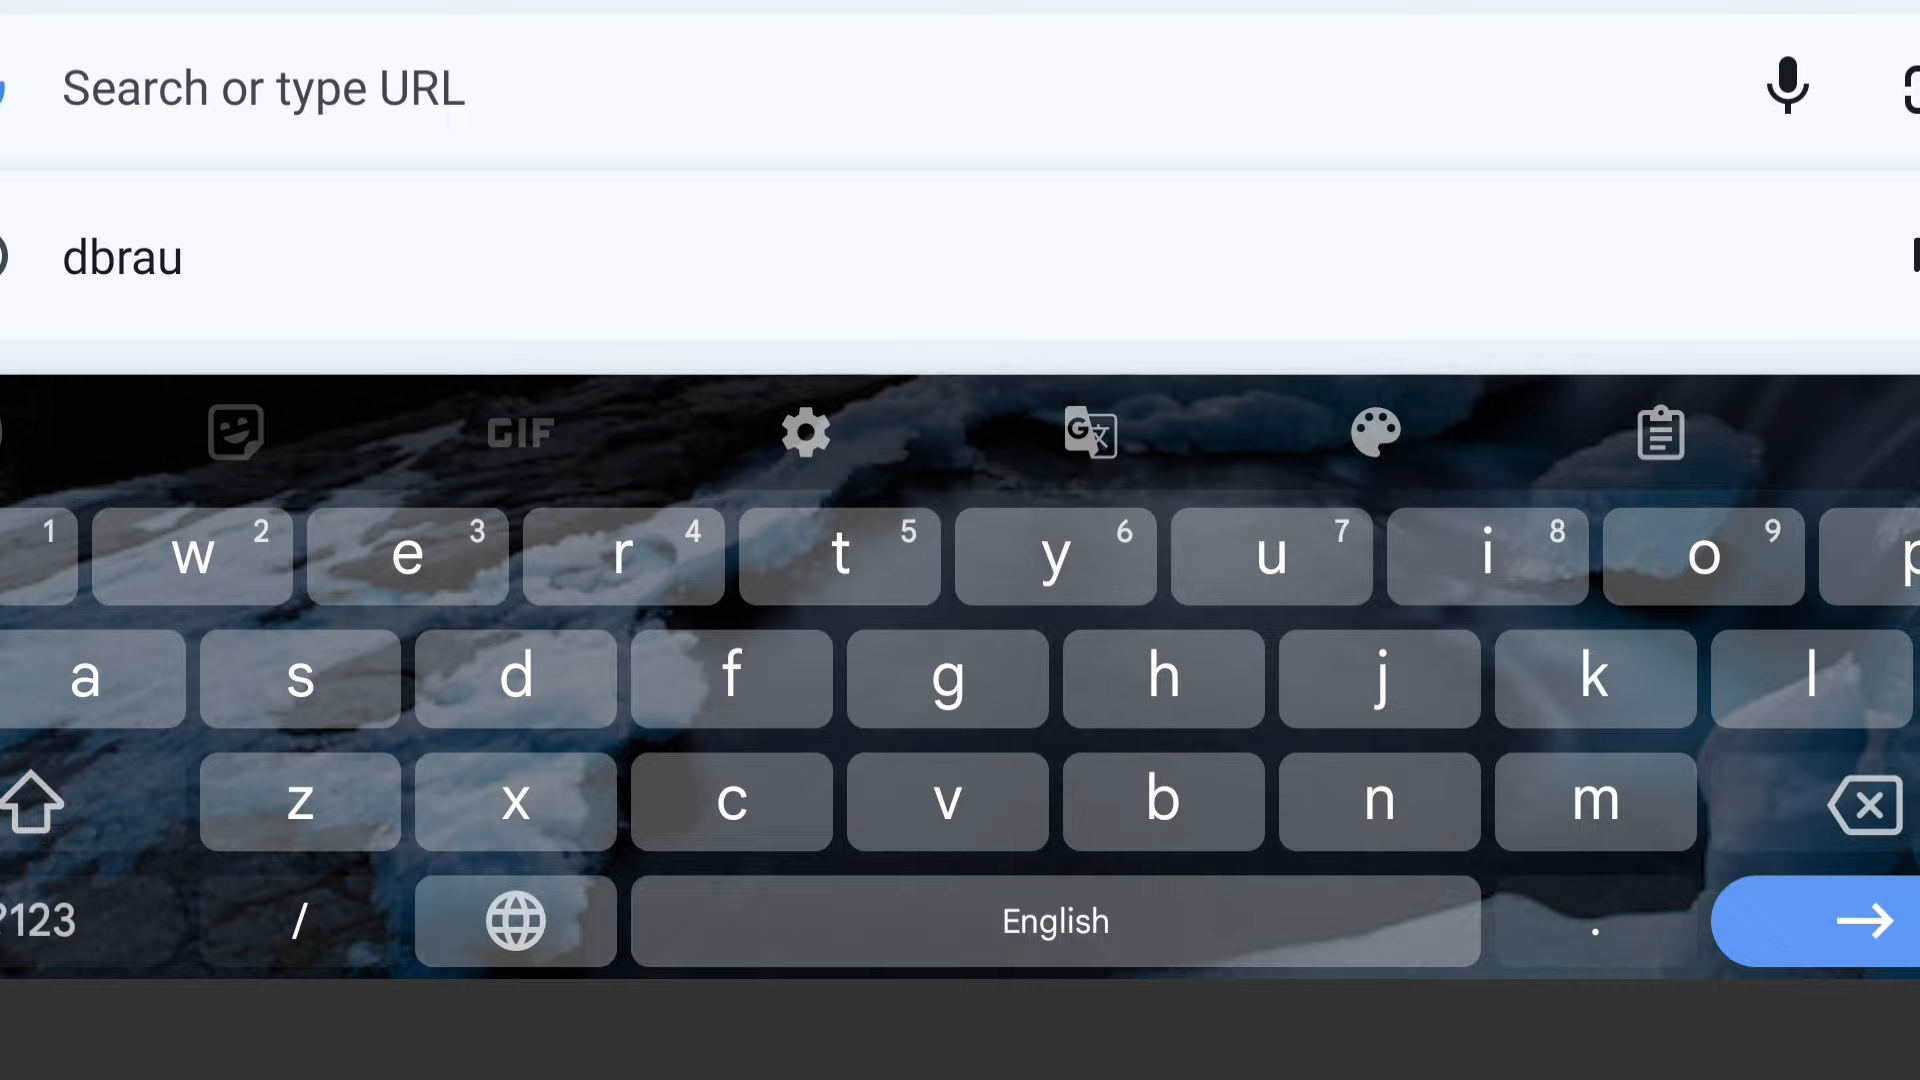 Search or type URL
dbrau
GIF
1 w 2 e 3 r 4 t 5 y 6 u 7 i 8 o 9 p
a s d f g h j k l
z x c v b n m
?123 / English .